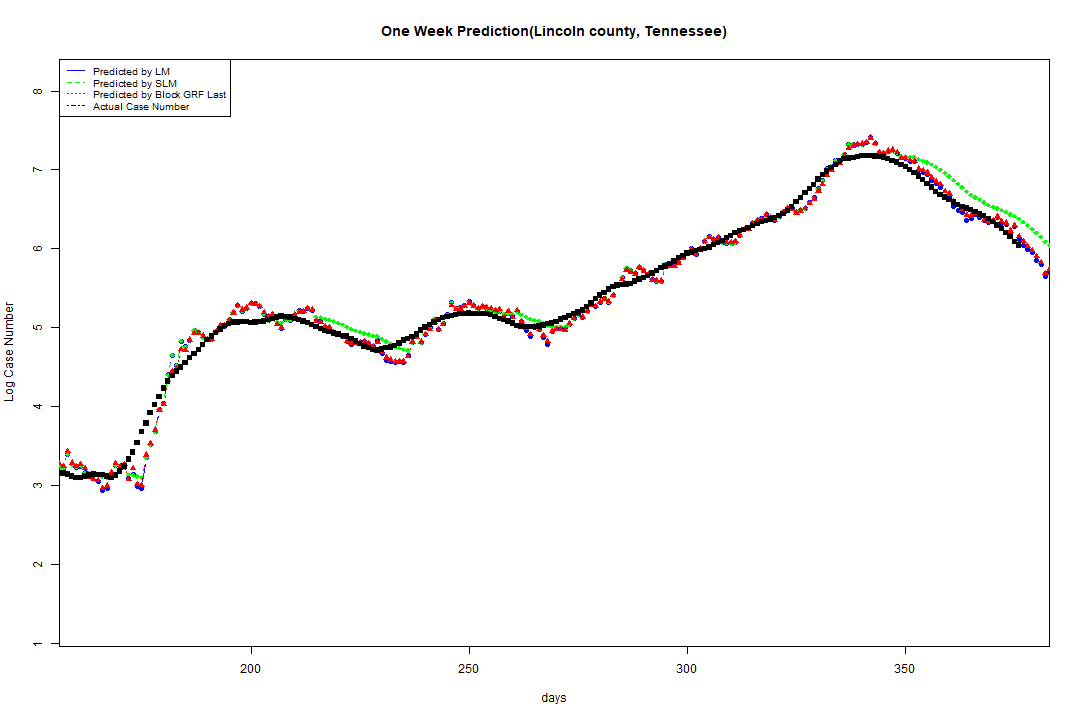 One Week Prediction(Lincoln county, Tennessee)
Predicted by LM
Predicted by SLM
Predicted by Block GRF Last
Actual Case Number
8
7
6
5
4
3
2
1
Log Case Number
200 250 300 350
days